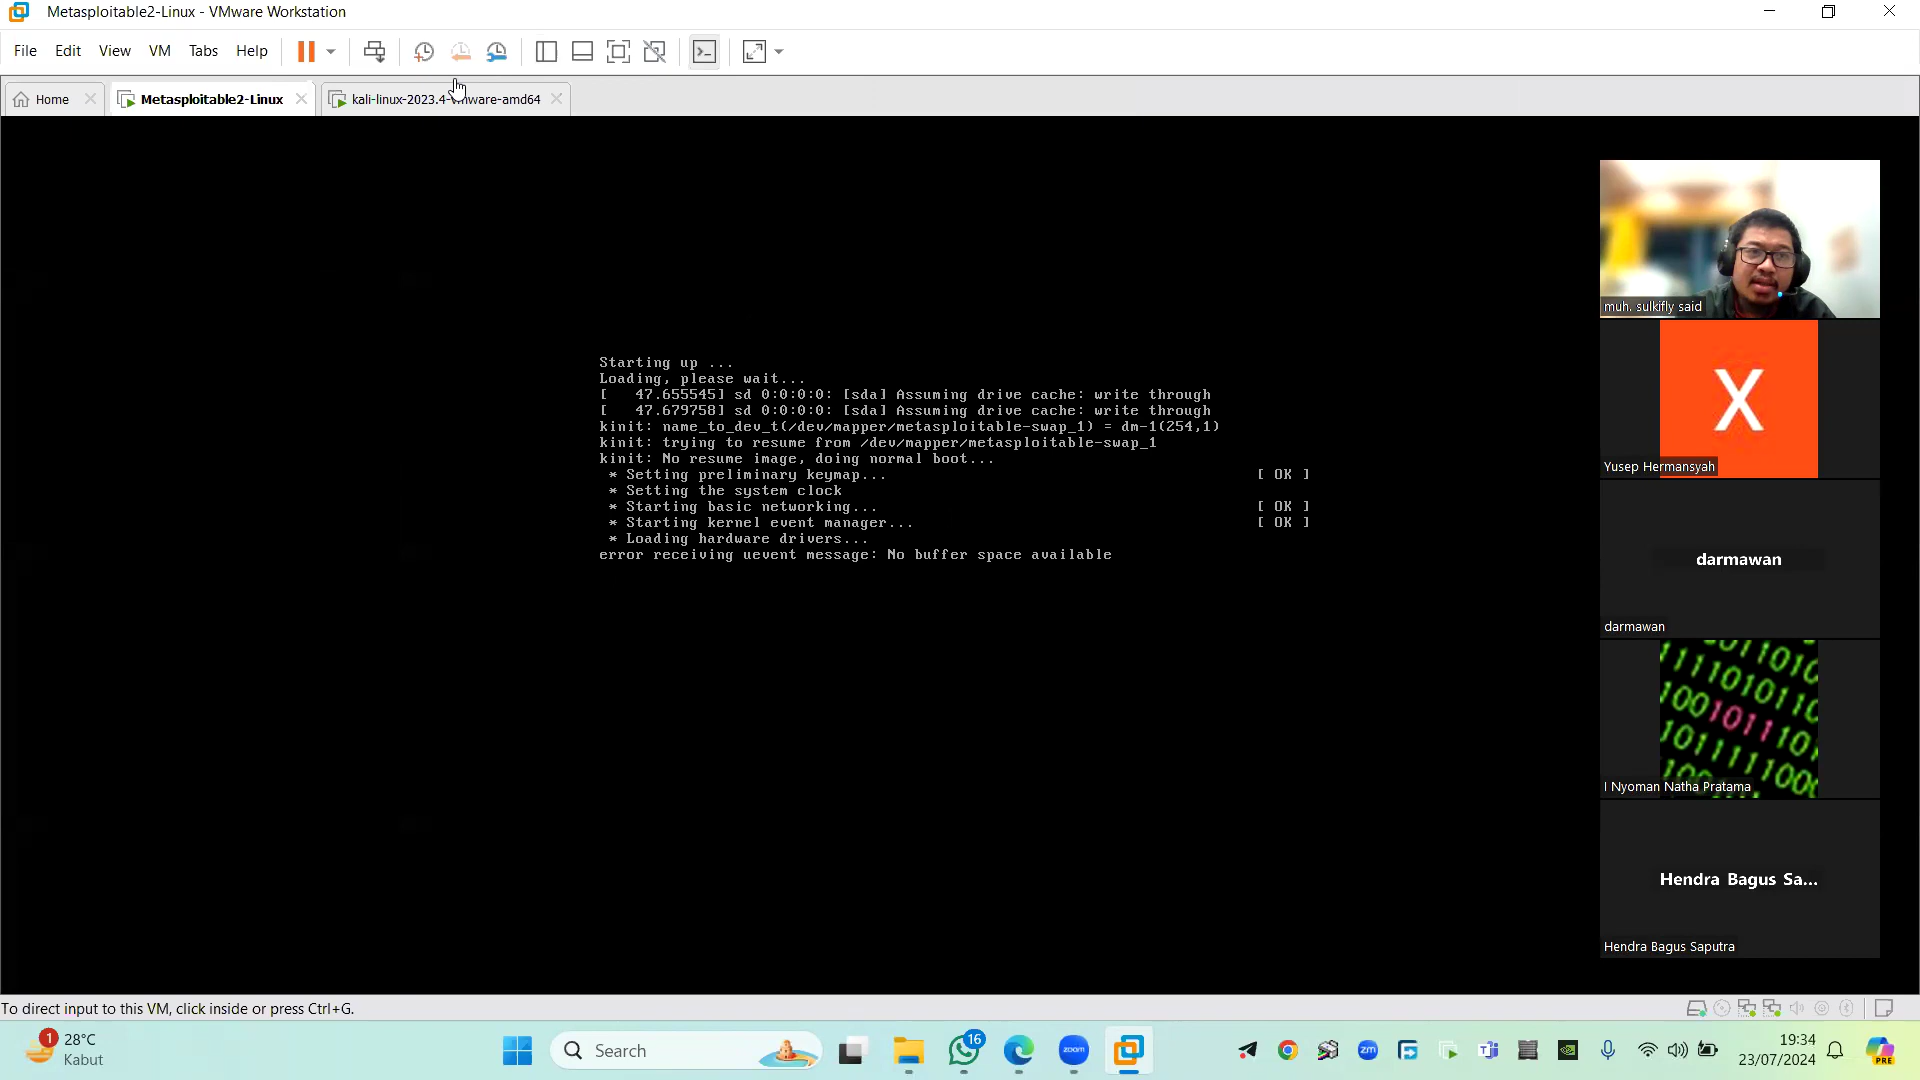 Metasploitable2-Linux - VMware Workstation
File Edit View VM Tabs Help
Home Metasploitable2-Linux kali-linux-2023.4-vmware-amd64
Starting up ...
Loading, please wait...
[ 47.655545] sd 0:0:0:0: [sda] Assuming drive cache: write through
[ 47.679758] sd 0:0:0:0: [sda] Assuming drive cache: write through
kinit: name_to_dev_t(/dev/mapper/metasploitable-swap_1) = dm-1(254,1)
kinit: trying to resume from /dev/mapper/metasploitable-swap_1
kinit: No resume image, doing normal boot...
* Setting preliminary keymap... [ OK ]
* Setting the system clock
* Starting basic networking... [ OK ]
* Starting kernel event manager... [ OK ]
* Loading hardware drivers...
error receiving uevent message: No buffer space available
muh. sulkifly said
X
Yusep Hermansyah
darmawan
darmawan
I Nyoman Natha Pratama
Hendra Bagus Sa...
Hendra Bagus Saputra
To direct input to this VM, click inside or press Ctrl+G.
1
28°C
Kabut
Search
16
zoom
zm
19:34
23/07/2024
PRE